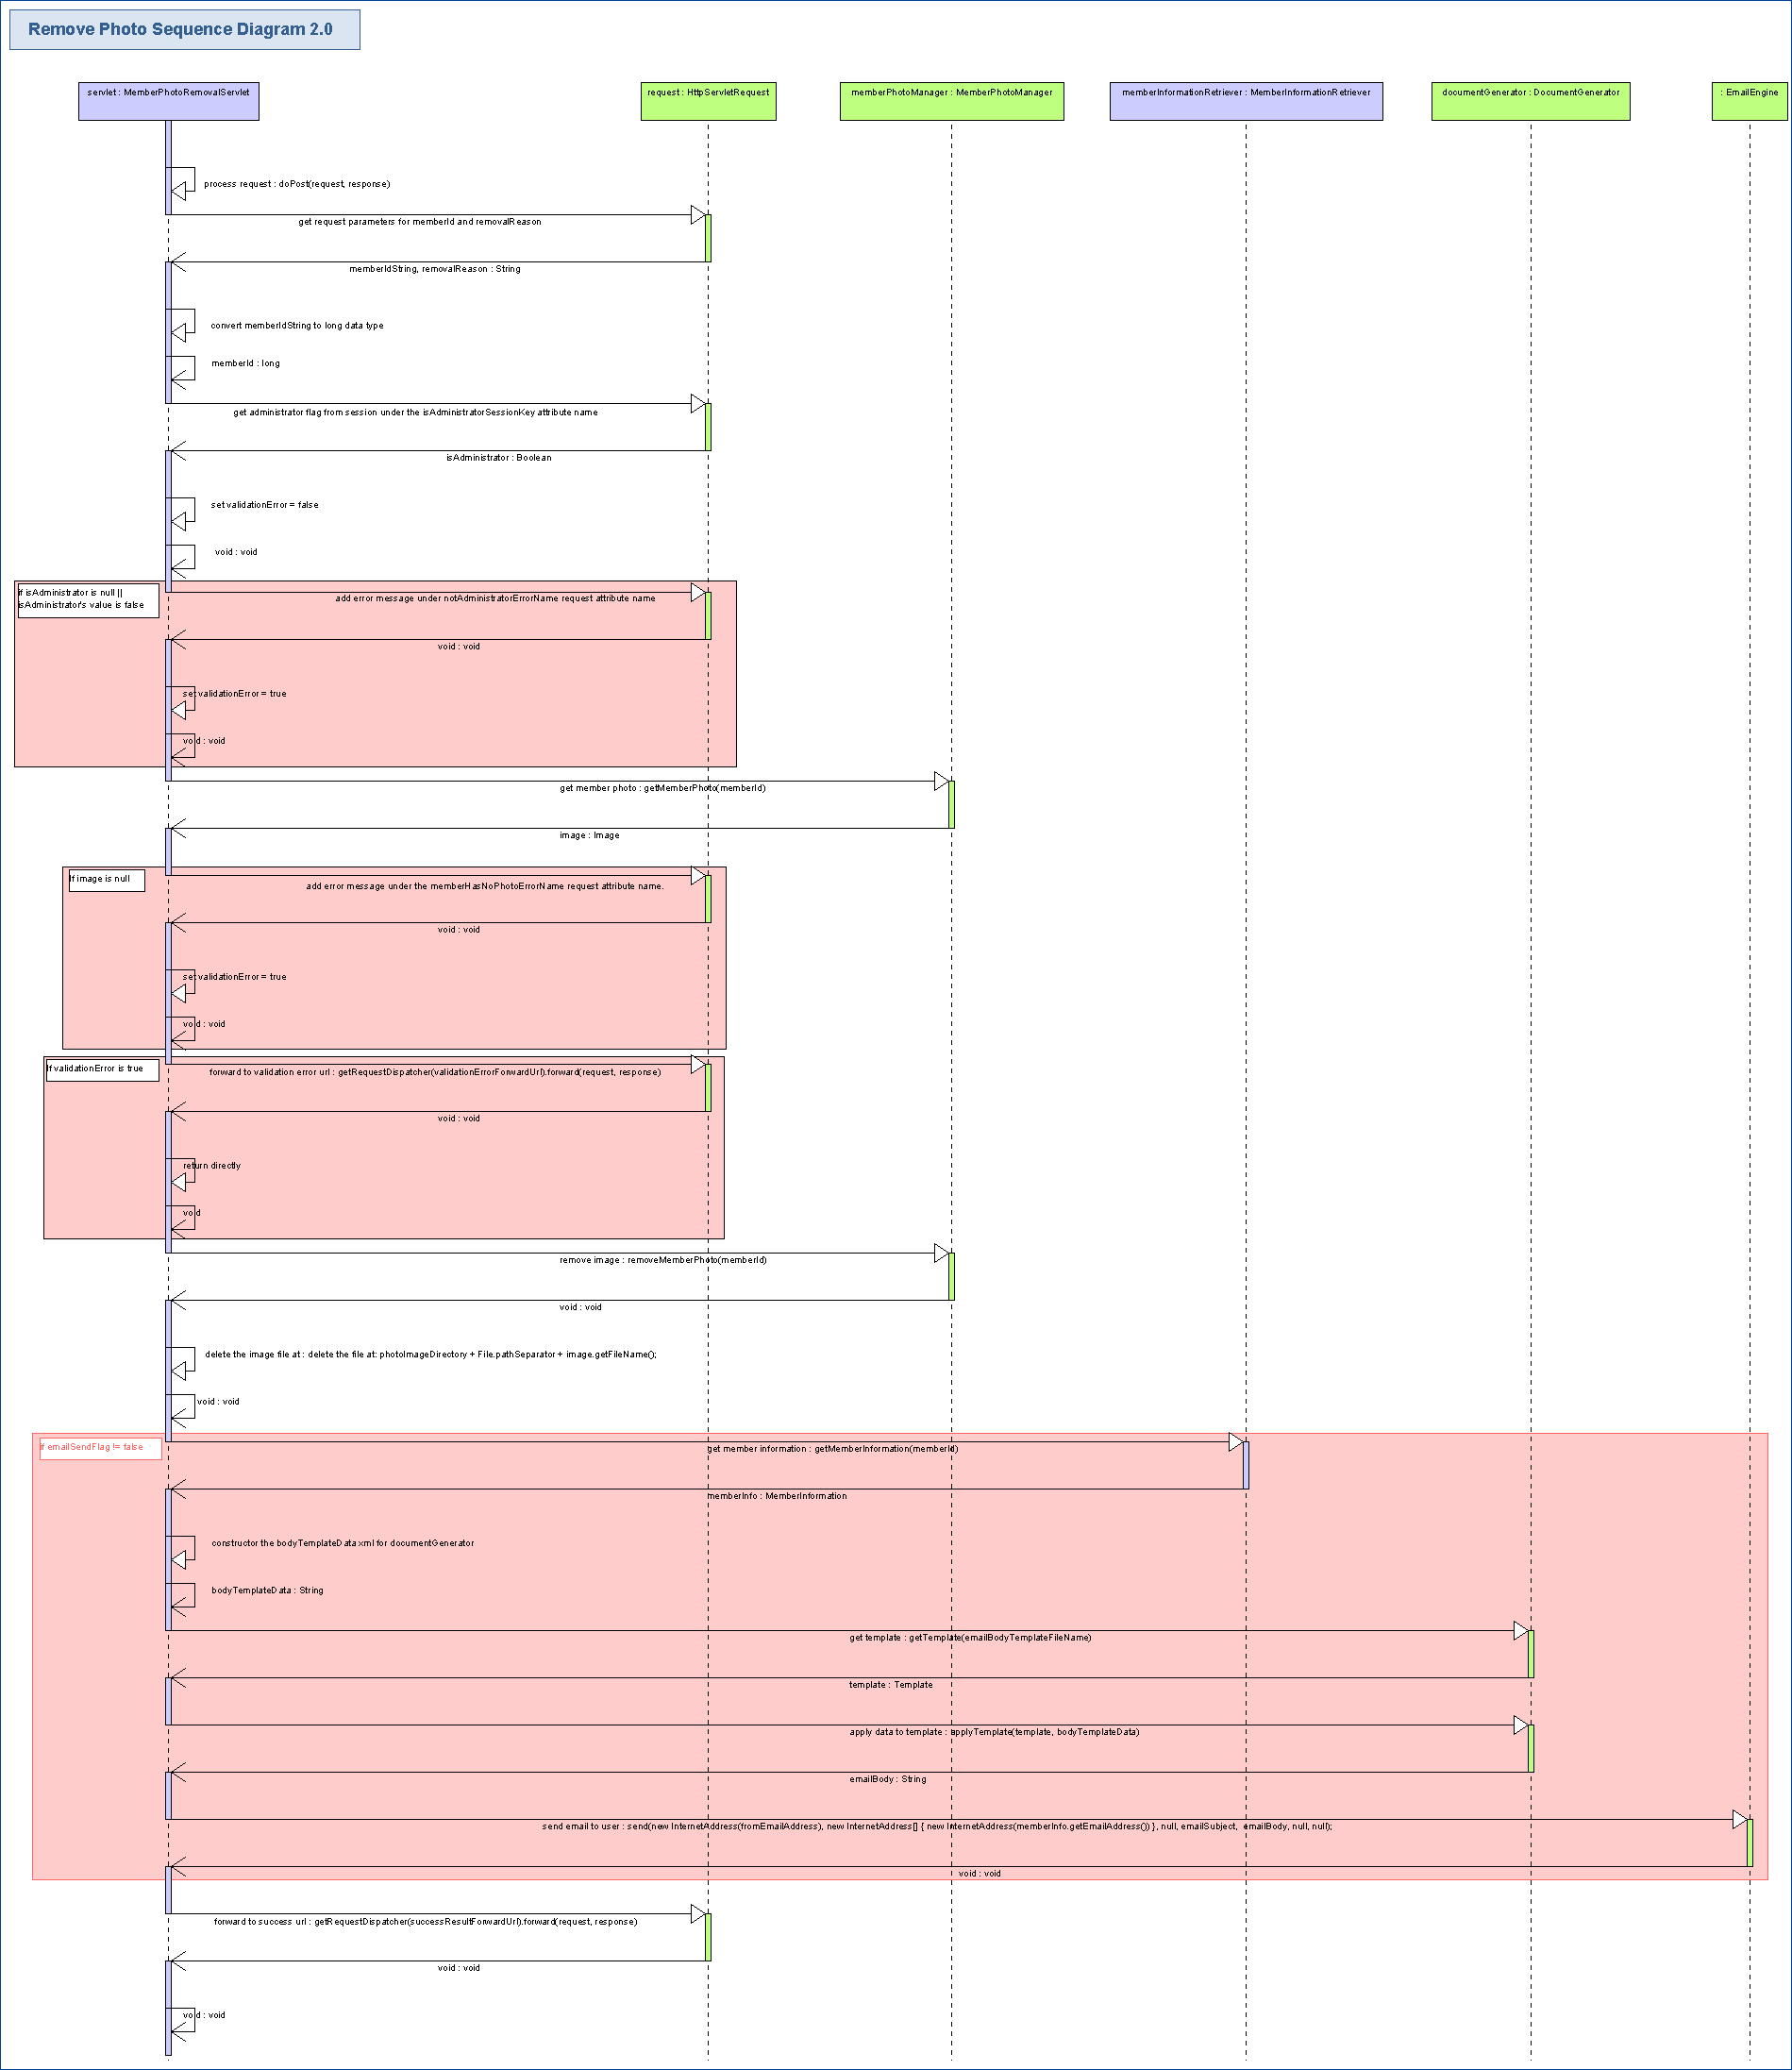 Remove Photo Sequence Diagram 2.0
servlet : MemberPhotoRemovalServlet
request : HttpServletRequest
memberPhotoManager : MemberPhotoManager
memberInformationRetriever : MemberInformationRetriever
documentGenerator : DocumentGenerator
: EmailEngine
process request : doPost(request, response)
get request parameters for memberId and removalReason
memberIdString, removalReason : String
convert memberIdString to long data type
memberId : long
get administrator flag from session under the isAdministratorSessionKey attribute name
isAdministrator : Boolean
set validationError = false
void : void
if isAdministrator is null ||
isAdministrator's value is false
add error message under notAdministratorErrorName request attribute name
void : void
set validationError = true
void : void
get member photo : getMemberPhoto(memberId)
image : Image
If image is null
add error message under the memberHasNoPhotoErrorName request attribute name.
void : void
set validationError = true
void : void
If validationError is true
forward to validation error url : getRequestDispatcher(validationErrorForwardUrl).forward(request, response)
void : void
return directly
void
remove image : removeMemberPhoto(memberId)
void : void
delete the image file at : delete the file at: photoImageDirectory + File.pathSeparator + image.getFileName();
void : void
if emailSendFlag != false
get member information : getMemberInformation(memberId)
memberInfo : MemberInformation
constructor the bodyTemplateData xml for documentGenerator
bodyTemplateData : String
get template : getTemplate(emailBodyTemplateFileName)
template : Template
apply data to template : applyTemplate(template, bodyTemplateData)
emailBody : String
send email to user : send(new InternetAddress(fromEmailAddress), new InternetAddress[] { new InternetAddress(memberInfo.getEmailAddress()) }, null, emailSubject, emailBody, null, null);
void : void
forward to success url : getRequestDispatcher(successResultForwardUrl).forward(request, response)
void : void
void : void